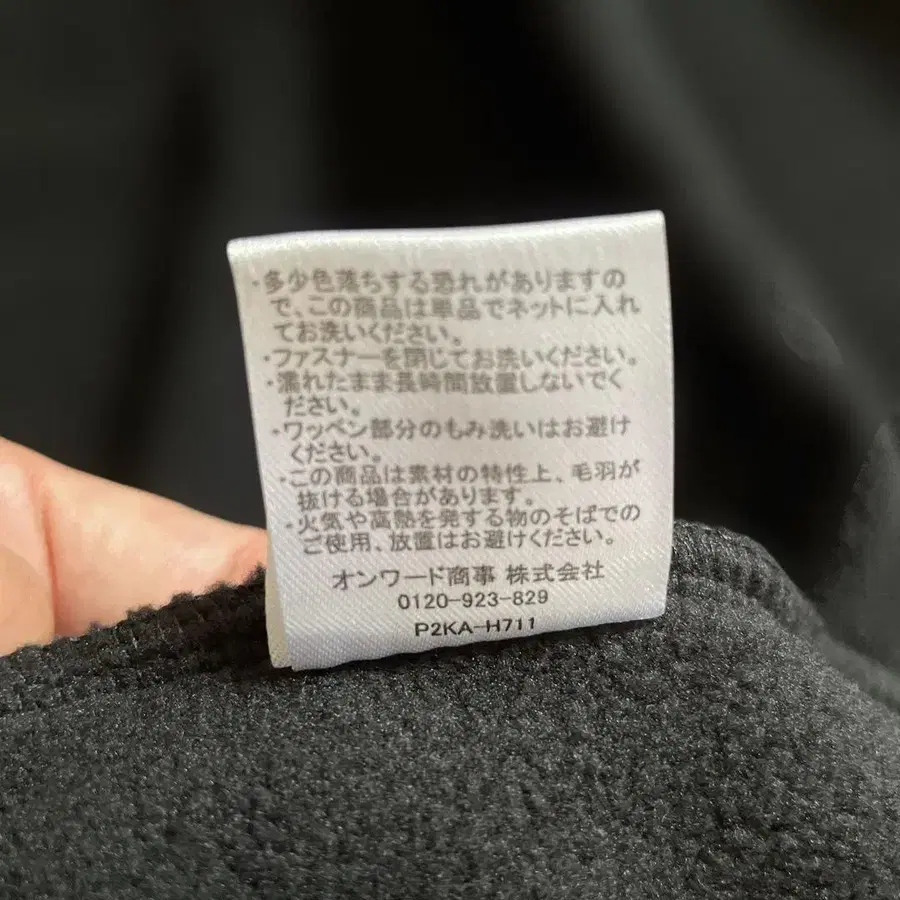 ・多少色落ちする恐れがありますの
で、この商品は単品でネットに入れ
てお洗いください。
・ファスナーを閉じてお洗いください。
・濡れたまま長時間放置しないでく
ださい。
・ワッペン部分のもみ洗いはお避け
ください。
・この商品は素材の特性上、毛羽が
抜ける場合があります。
・火気や高熱を発する物のそばでの
ご使用、放置はお避けください。
オンワード商事 株式会社
0120-923-829
P2KA-H711